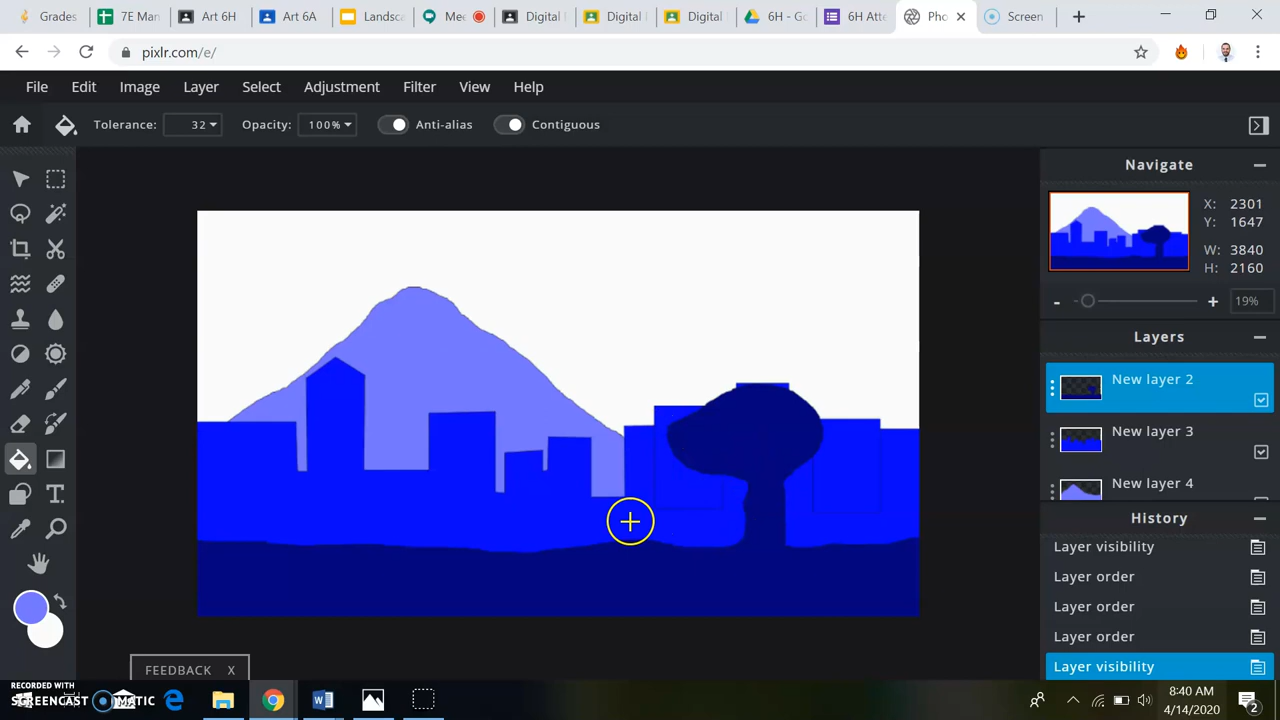 Grades
T1 Man
Art 6H
Art 6A
Landsc
Mee
Digital
Digital
Digital
6H - G
6H Atte
Pho
Screen
pixlr.com/e/
File Edit Image Layer Select Adjustment Filter View Help
Tolerance: 32 Opacity: 100% Anti-alias Contiguous
Navigate
X: 2301
Y: 1647
W: 3840
H: 2160
19%
Layers
New layer 2
New layer 3
New layer 4
History
Layer visibility
Layer order
Layer order
Layer order
Layer visibility
FEEDBACK X
RECORDED WITH
SCREENCAST MATIC
8:40 AM
4/14/2020
2